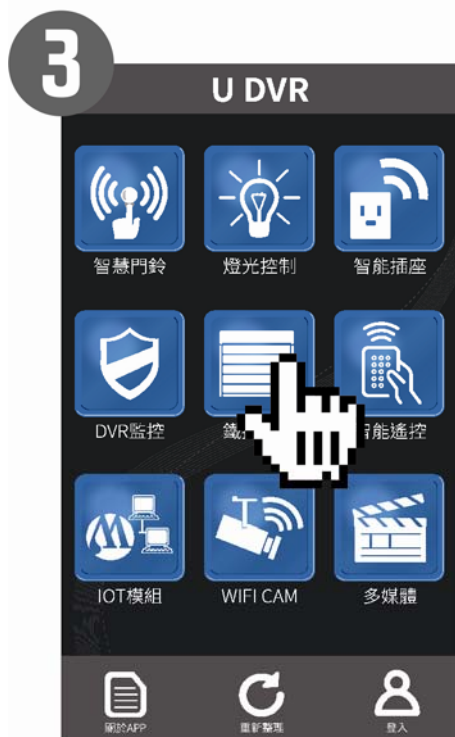 3
U DVR
智慧門鈴
燈光控制
智能插座
DVR監控
鐵
能遙控
IOT模組
WIFI CAM
多媒體
關於APP
重新整理
登入